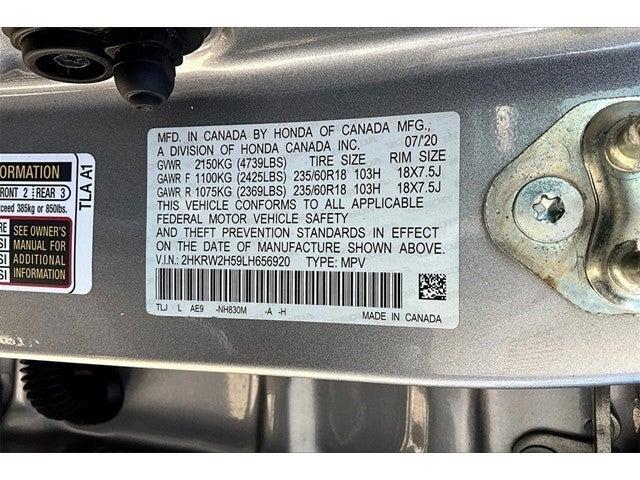 MFD. IN CANADA BY HONDA OF CANADA MFG.,
A DIVISION OF HONDA CANADA INC. 07/'20
GVWR 2150KG (4739LBS) TIRE SIZE RIM SIZE
GAWR F 1100KG (2425LBS) 235/60R18 103H 18X7.5J
GAWR R 1075KG (2369LBS) 235/60R18 103H 18X7.5J
THIS VEHICLE CONFORMS TO ALL APPLICABLE
FEDERAL MOTOR VEHICLE SAFETY
AND THEFT PREVENTION STANDARDS IN EFFECT
ON THE DATE OF MANUFACTURE SHOWN ABOVE.
V.I.N.: 2HKRW2H59LH656920 TYPE: MPV
TLJ L AE9 -NH830M -A -H
MADE IN CANADA
ORMATION
FRONT 2 REAR 3
xceed 385kg or 850lbs.
SEE OWNER'S
MANUAL FOR
ADDITIONAL
INFORMATION
TLA A1